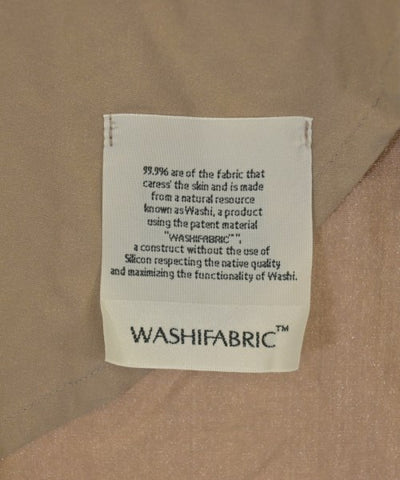 99.996 are of the fabric that
caress' the skin and is made
from a natural resource
known as Washi, a product
using the patent material
"WASHIFABRIC™",
a construct without the use of
Silicon respecting the native quality
and maximizing the functionality of Washi.
WASHIFABRIC™